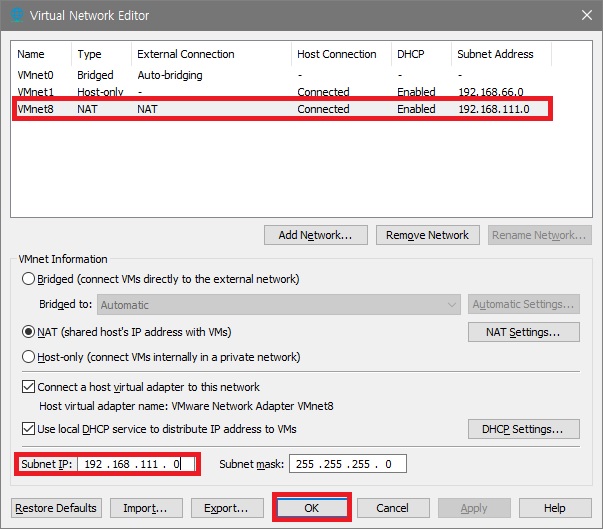 Virtual Network Editor
Name Type External Connection Host Connection DHCP Subnet Address
VMnet0 Bridged Auto-bridging - - -
VMnet1 Host-only - Connected Enabled 192.168.66.0
VMnet8 NAT NAT Connected Enabled 192.168.111.0
Add Network... Remove Network Rename Network...
VMnet Information
Bridged (connect VMs directly to the external network)
Bridged to: Automatic Automatic Settings...
NAT (shared host's IP address with VMs) NAT Settings...
Host-only (connect VMs internally in a private network)
Connect a host virtual adapter to this network
Host virtual adapter name: VMware Network Adapter VMnet8
Use local DHCP service to distribute IP address to VMs DHCP Settings...
Subnet IP: 192 . 168 . 111 . 0 Subnet mask: 255 . 255 . 255 . 0
Restore Defaults Import... Export... OK Cancel Apply Help